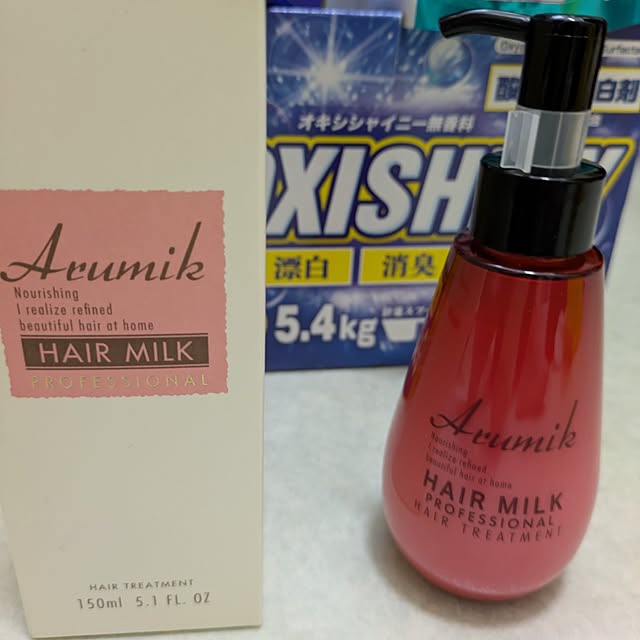 Arumik
Nourishing
I realize refined
beautiful hair at home
HAIR MILK
PROFESSIONAL
HAIR TREATMENT
150ml 5.1 FL. OZ
オキシシャイニー無香料
OXISH
漂白
消臭
5.4kg
白剤
Arumik
Nourishing
I realize refined
beautiful hair at home
HAIR MILK
PROFESSIONAL
HAIR TREATMENT